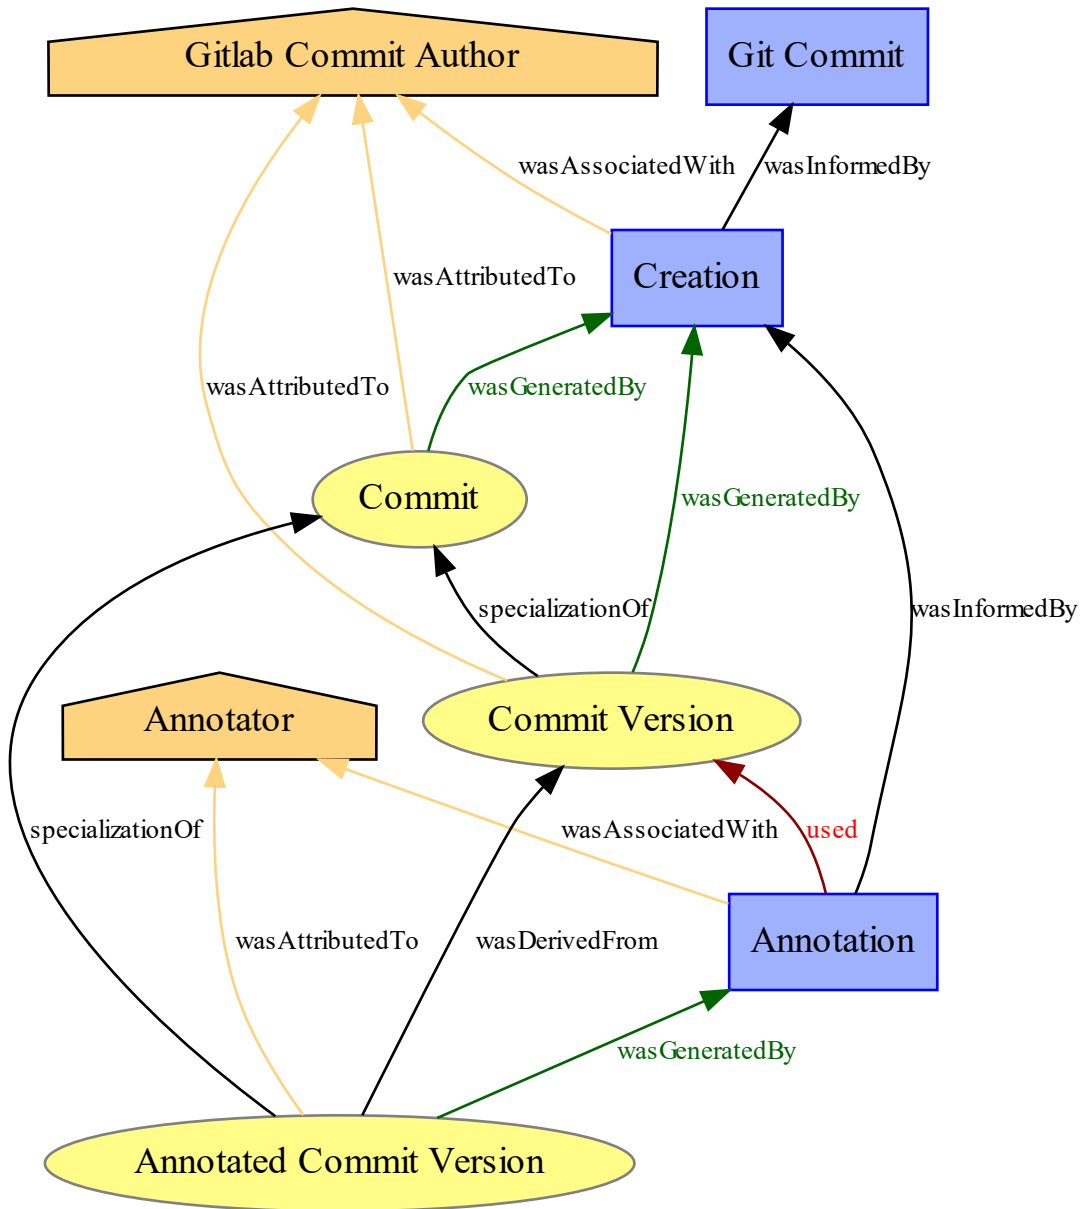 Gitlab Commit Author
Git Commit
wasAssociatedWith
wasInformedBy
Creation
wasAttributedTo
wasAttributedTo
wasGeneratedBy
Commit
wasGeneratedBy
specializationOf
wasInformedBy
Annotator
Commit Version
specializationOf
wasAssociatedWith
used
wasAttributedTo
wasDerivedFrom
Annotation
wasGeneratedBy
Annotated Commit Version